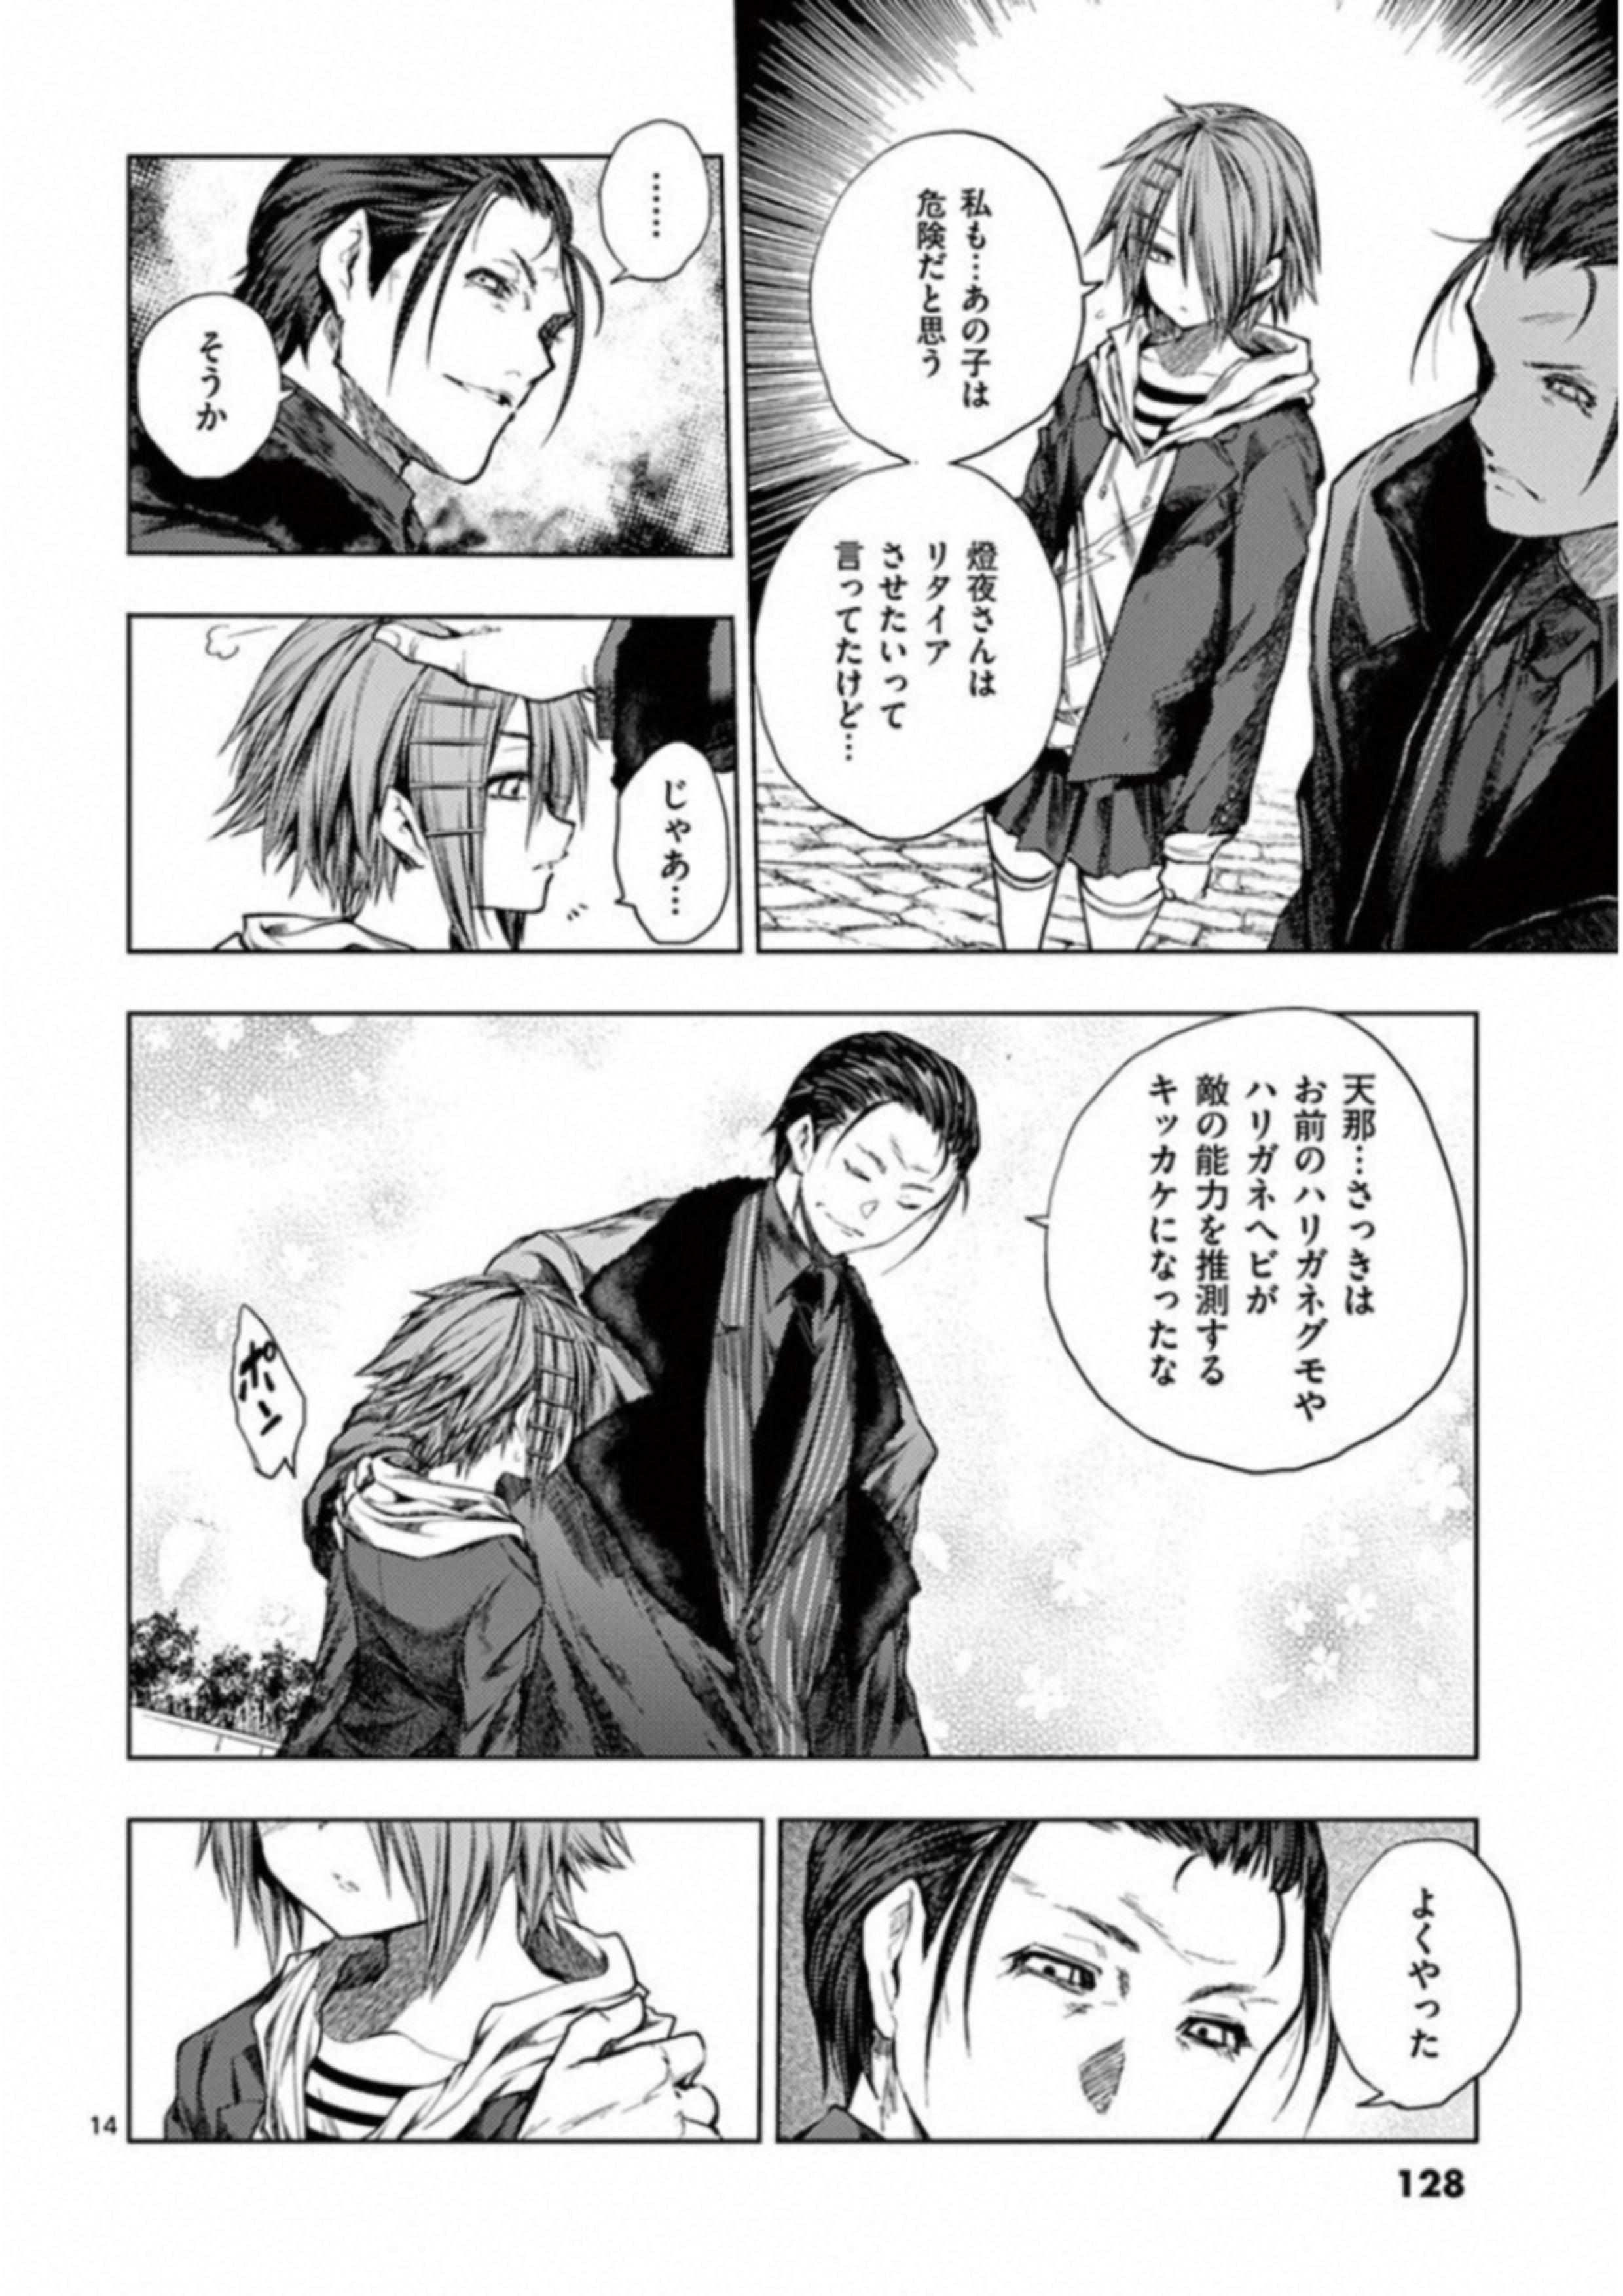 私も…あの子は
危険だと思う
燈夜さんは
リタイア
させたいって
言ってたけど…
……
そうか
じゃあ…
天那…さっきは
お前のハリガネグモや
ハリガネヘビが
敵の能力を推測する
キッカケになったな
ポン
よくやった
14
128